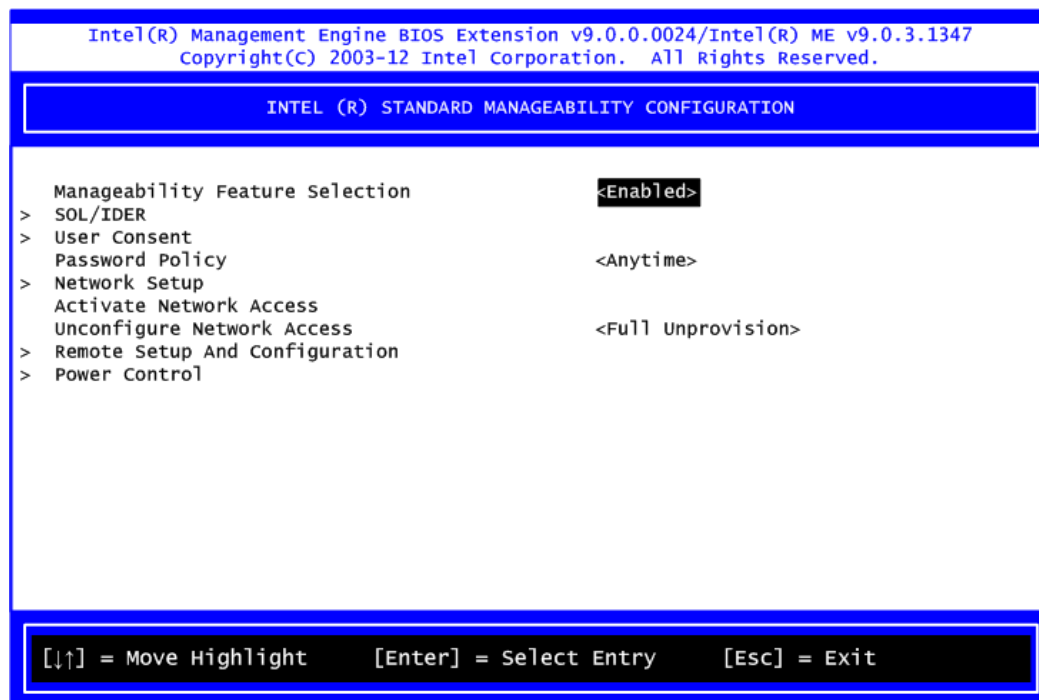 Intel(R) Management Engine BIOS Extension v9.0.0.0024/Intel(R) ME v9.0.3.1347
Copyright(C) 2003-12 Intel Corporation.  All Rights Reserved.
INTEL (R) STANDARD MANAGEABILITY CONFIGURATION
Manageability Feature Selection <Enabled>
> SOL/IDER
> User Consent
Password Policy <Anytime>
> Network Setup
Activate Network Access
Unconfigure Network Access <Full Unprovision>
> Remote Setup And Configuration
> Power Control
[↓↑] = Move Highlight [Enter] = Select Entry [Esc] = Exit